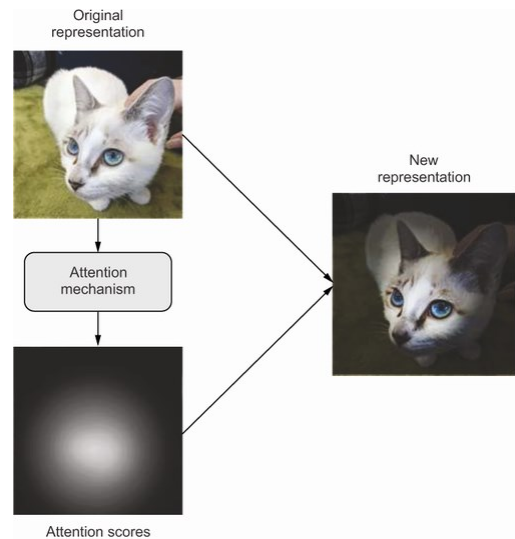 Original
representation
Attention
mechanism
Attention scores
New
representation